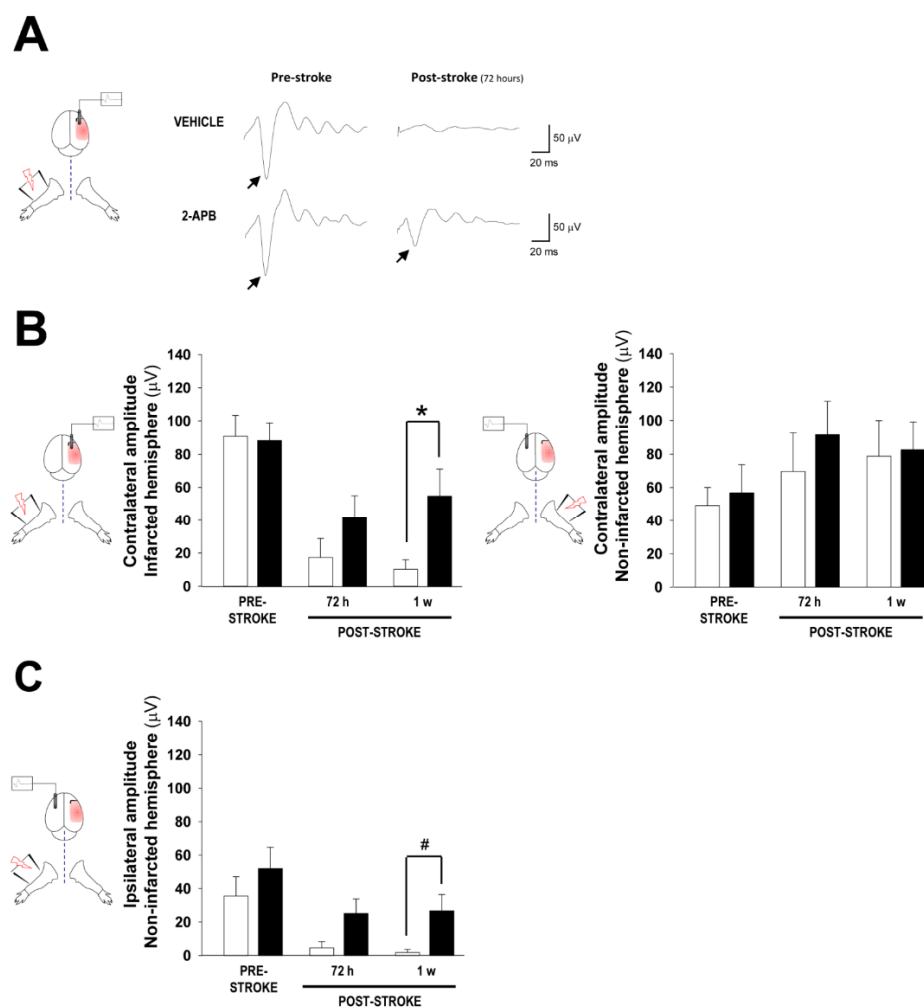 A
Pre-stroke
Post-stroke (72 hours)
VEHICLE
50 μV
20 ms
2-APB
50 μV
20 ms
B
Contralateral amplitude
Infarcted hemisphere (μV)
140
120
100
80
60
40
20
0
*
PRE-
STROKE
72 h
1 w
POST-STROKE
Contralateral amplitude
Non-infarcted hemisphere (μV)
140
120
100
80
60
40
20
0
PRE-
STROKE
72 h
1 w
POST-STROKE
C
Ipsilateral amplitude
Non-infarcted hemisphere (μV)
140
120
100
80
60
40
20
0
#
PRE-
STROKE
72 h
1 w
POST-STROKE